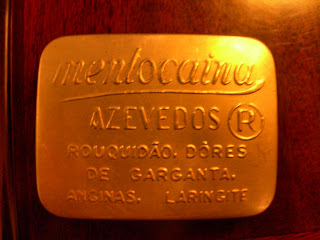 mentocaina
AZEVEDOS ®
ROUQUIDÃO. DÔRES
DE GARGANTA.
ANGINAS. LARINGITE